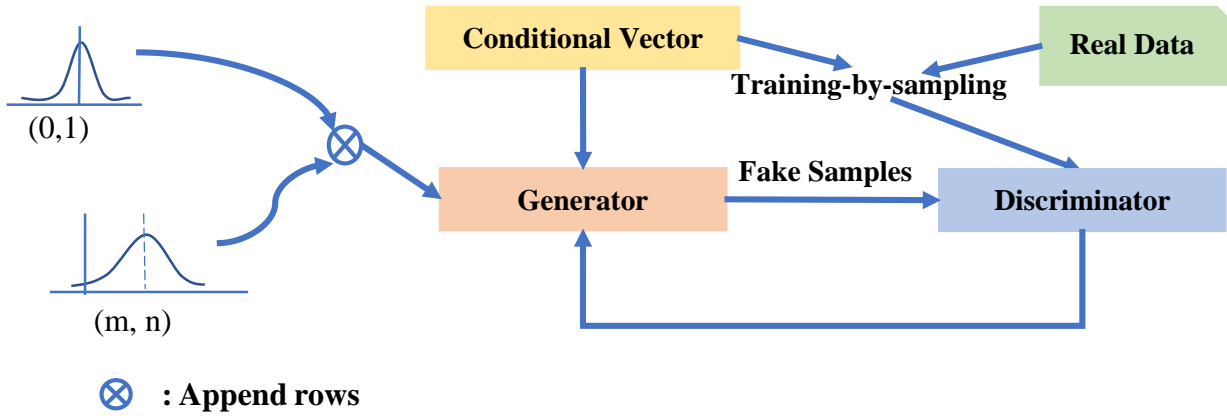 Conditional Vector
Real Data
Training-by-sampling
(0,1)
Fake Samples
Generator
Discriminator
(m, n)
: Append rows